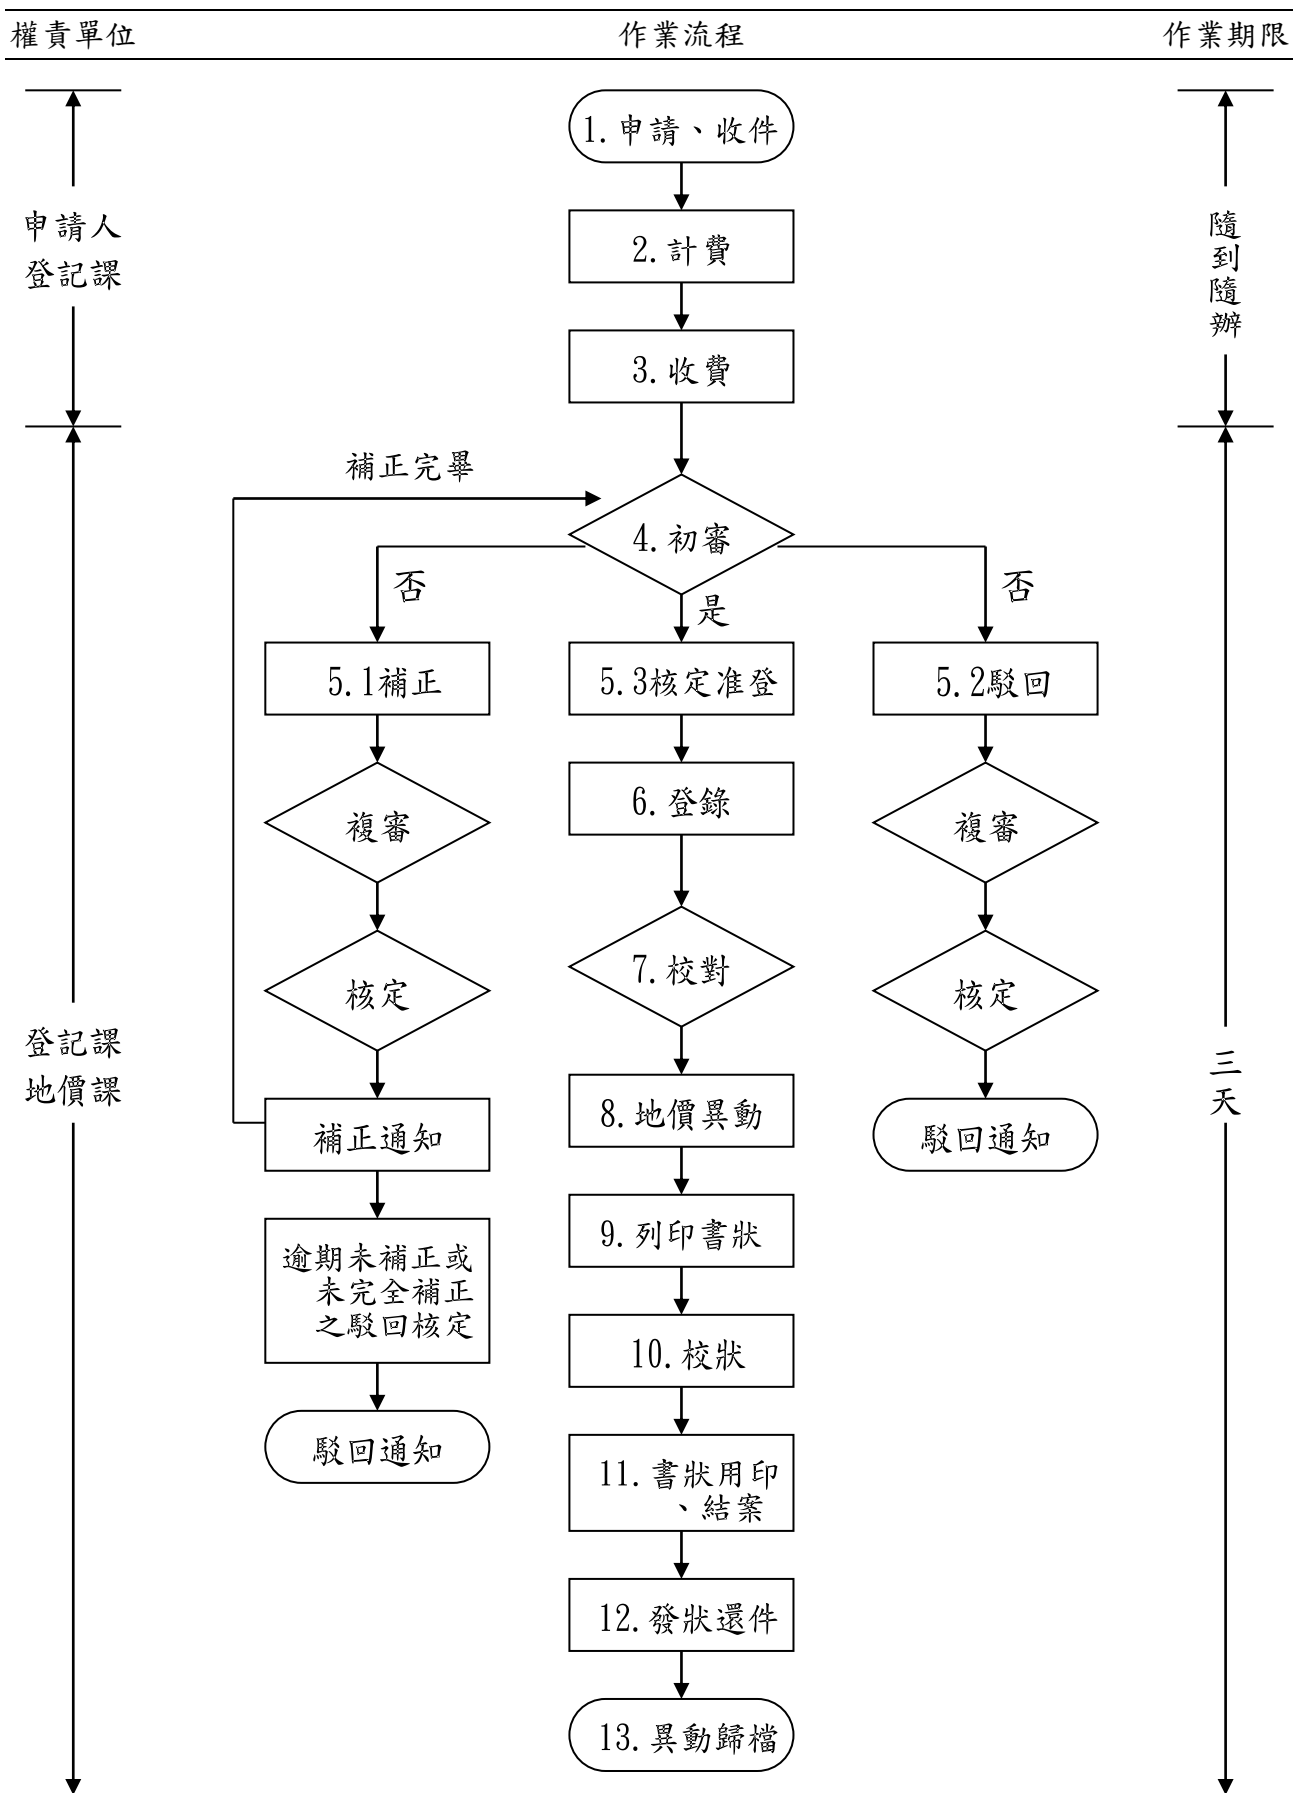 權責單位
作業流程
作業期限
1.申請、收件
2.計費
申請人
登記課
隨
到
隨
辦
3.收費
補正完畢
4.初審
否
是
否
5.1補正
5.3核定准登
5.2駁回
6.登錄
複審
複審
7.校對
核定
核定
登記課
地價課
三
天
補正通知
8.地價異動
駁回通知
9.列印書狀
逾期未補正或
未完全補正
之駁回核定
10.校狀
駁回通知
11.書狀用印
、結案
12.發狀還件
13.異動歸檔